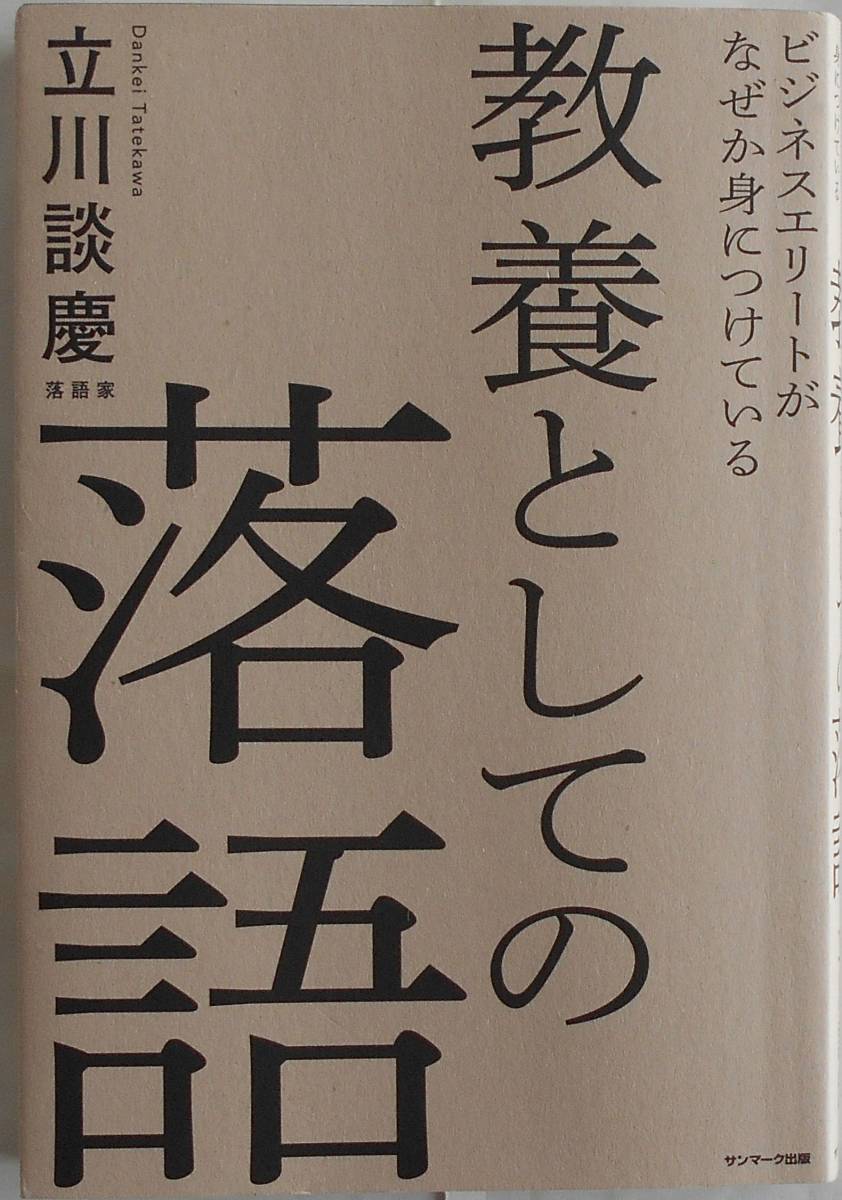 ビジネスエリートが
なぜか身につけている
教養としての
落語
Dankei Tatekawa
立川談慶
落語家
サンマーク出版